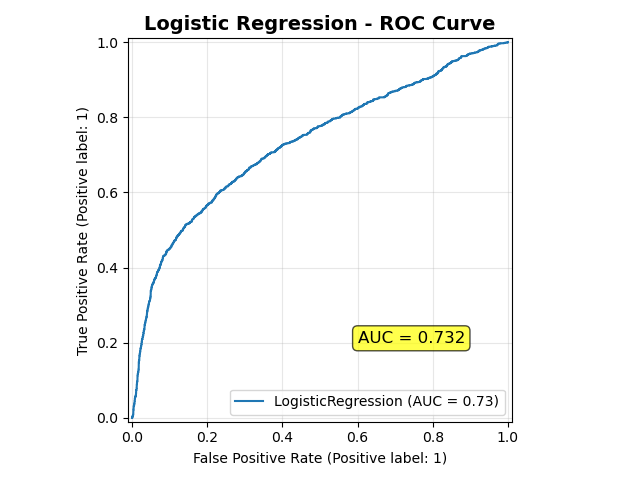 Logistic Regression - ROC Curve
True Positive Rate (Positive label: 1)
1.0
0.8
0.6
0.4
0.2
0.0
AUC = 0.732
LogisticRegression (AUC = 0.73)
0.0 0.2 0.4 0.6 0.8 1.0
False Positive Rate (Positive label: 1)